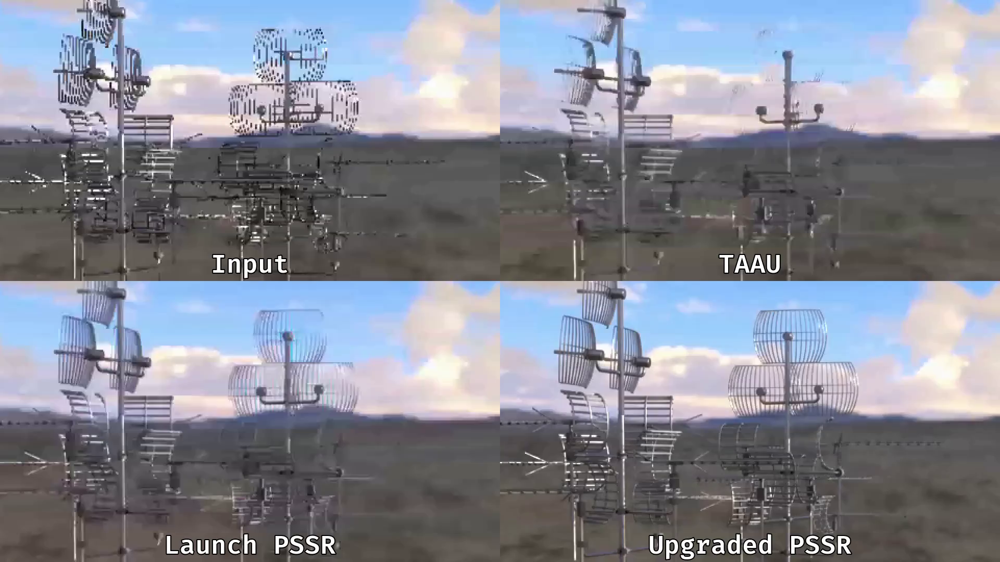 Input
TAAU
Launch PSSR
Upgraded PSSR